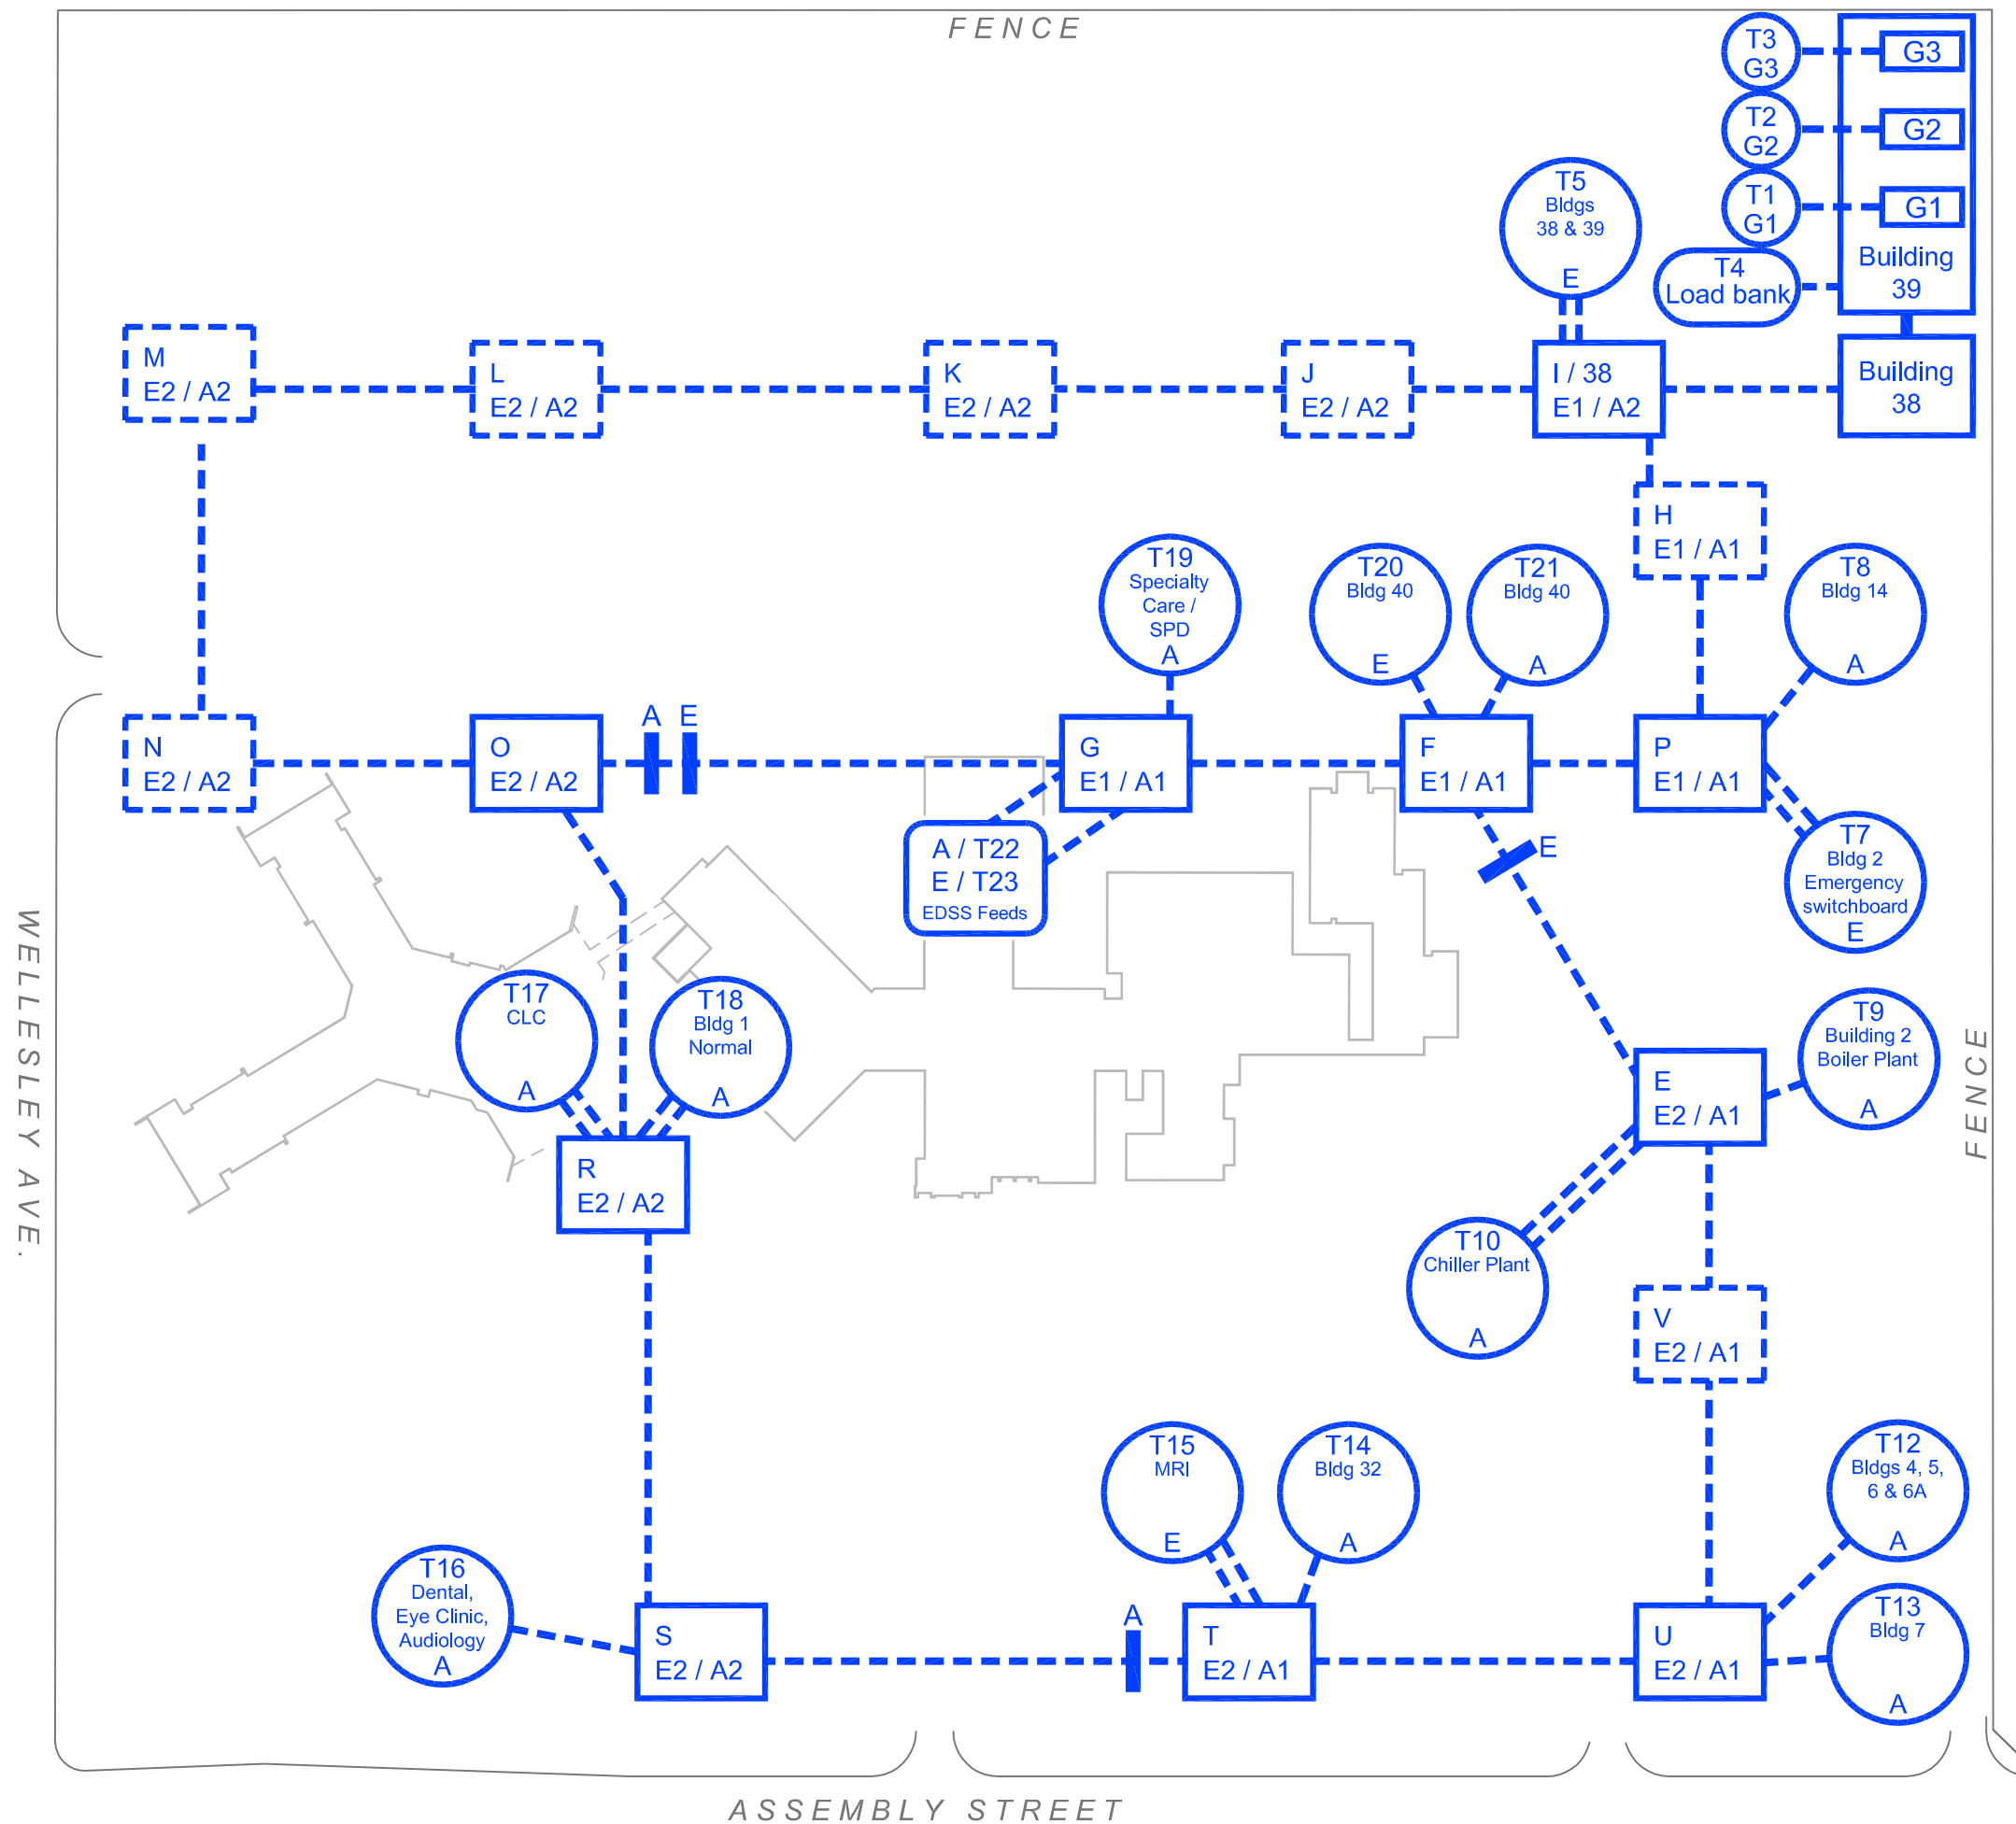 FENCE
T3
G3
G3
T2
G2
G2
T1
G1
G1
T4
Load bank
Building
39
Building
38
T5
Bldgs
38 & 39
E
M
E2 / A2
L
E2 / A2
K
E2 / A2
J
E2 / A2
I / 38
E1 / A2
H
E1 / A1
T19
Specialty
Care /
SPD
A
T20
Bldg 40
E
T21
Bldg 40
A
T8
Bldg 14
A
N
E2 / A2
O
E2 / A2
A
E
G
E1 / A1
F
E1 / A1
P
E1 / A1
A / T22
E / T23
EDSS Feeds
E
T7
Bldg 2
Emergency
switchboard
E
WELLESLEY AVE.
T17
CLC
A
T18
Bldg 1
Normal
A
E
E2 / A1
T9
Building 2
Boiler Plant
A
FENCE
R
E2 / A2
T10
Chiller Plant
A
V
E2 / A1
T15
MRI
E
T14
Bldg 32
A
T12
Bldgs 4, 5,
6 & 6A
A
T16
Dental,
Eye Clinic,
Audiology
A
S
E2 / A2
A
T
E2 / A1
U
E2 / A1
T13
Bldg 7
A
ASSEMBLY STREET